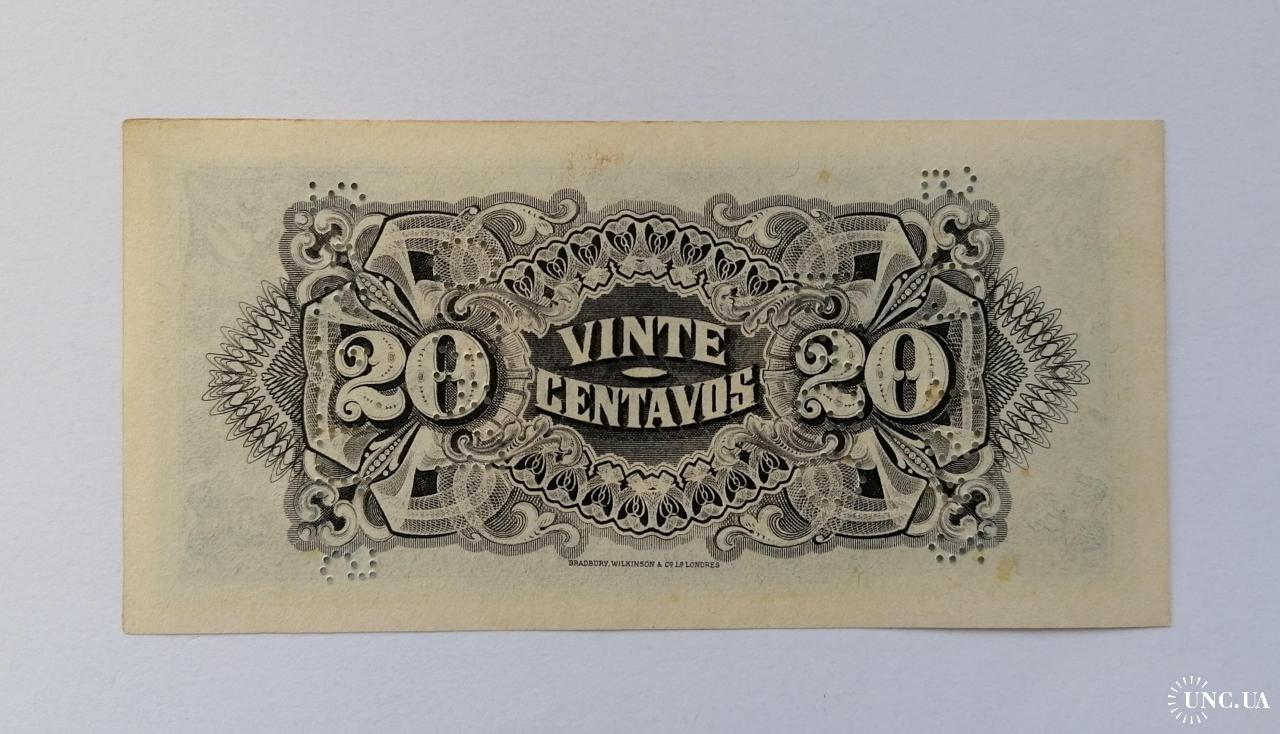 VINTE
CENTAVOS
20
20
BRADBURY, WILKINSON & Cº Lº LONDRES
UNC.UA